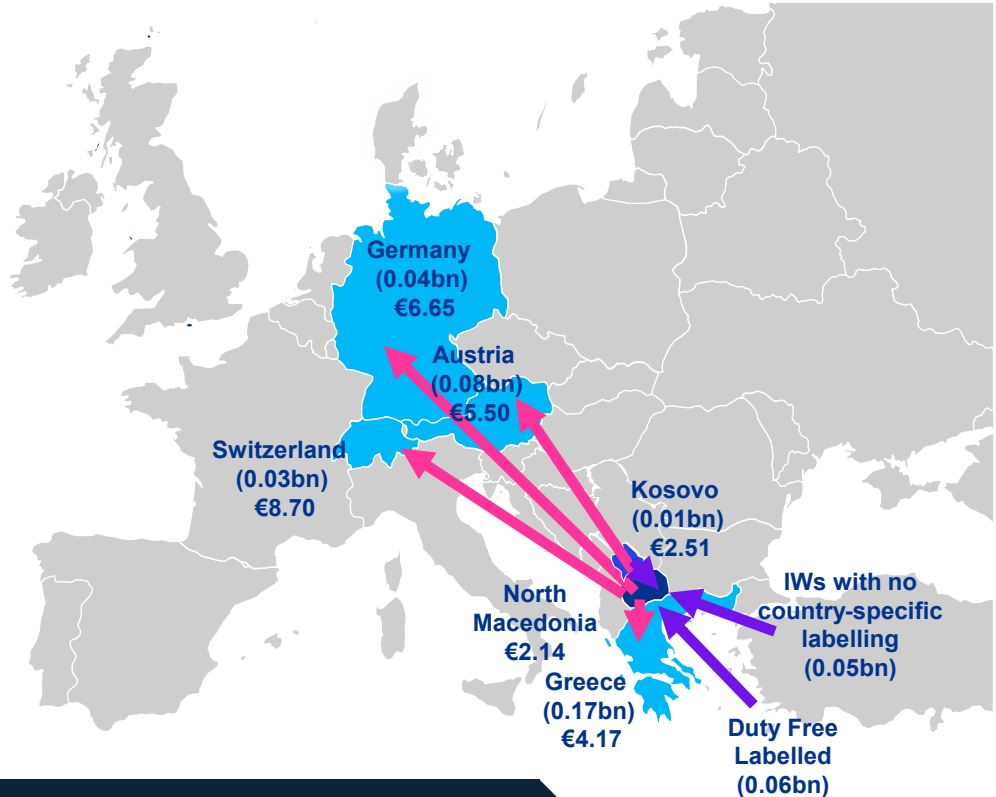 Germany
(0.04bn)
€6.65
Austria
(0.08bn)
€5.50
Switzerland
(0.03bn)
€8.70
Kosovo
(0.01bn)
€2.51
North
Macedonia
€2.14
IWs with no
country-specific
labelling
(0.05bn)
Greece
(0.17bn)
€4.17
Duty Free
Labelled
(0.06bn)